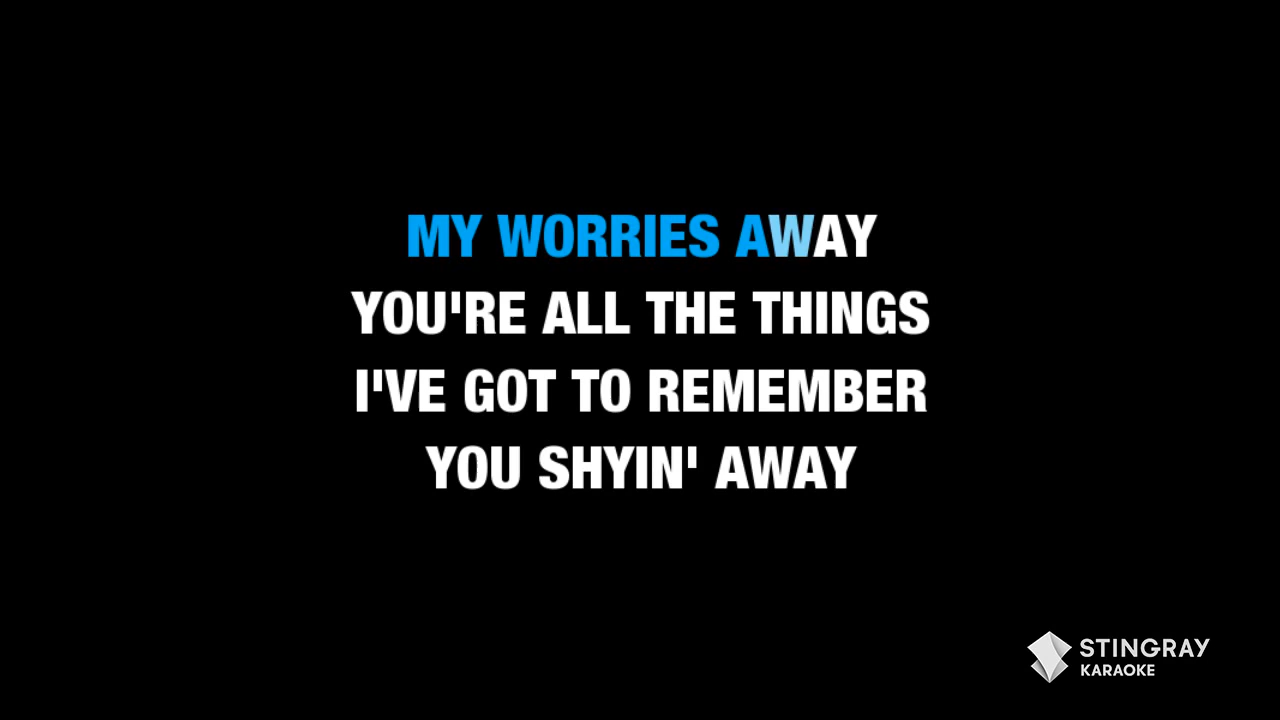 MY WORRIES AWAY
YOU'RE ALL THE THINGS
I'VE GOT TO REMEMBER
YOU SHYIN' AWAY
STINGRAY
KARAOKE